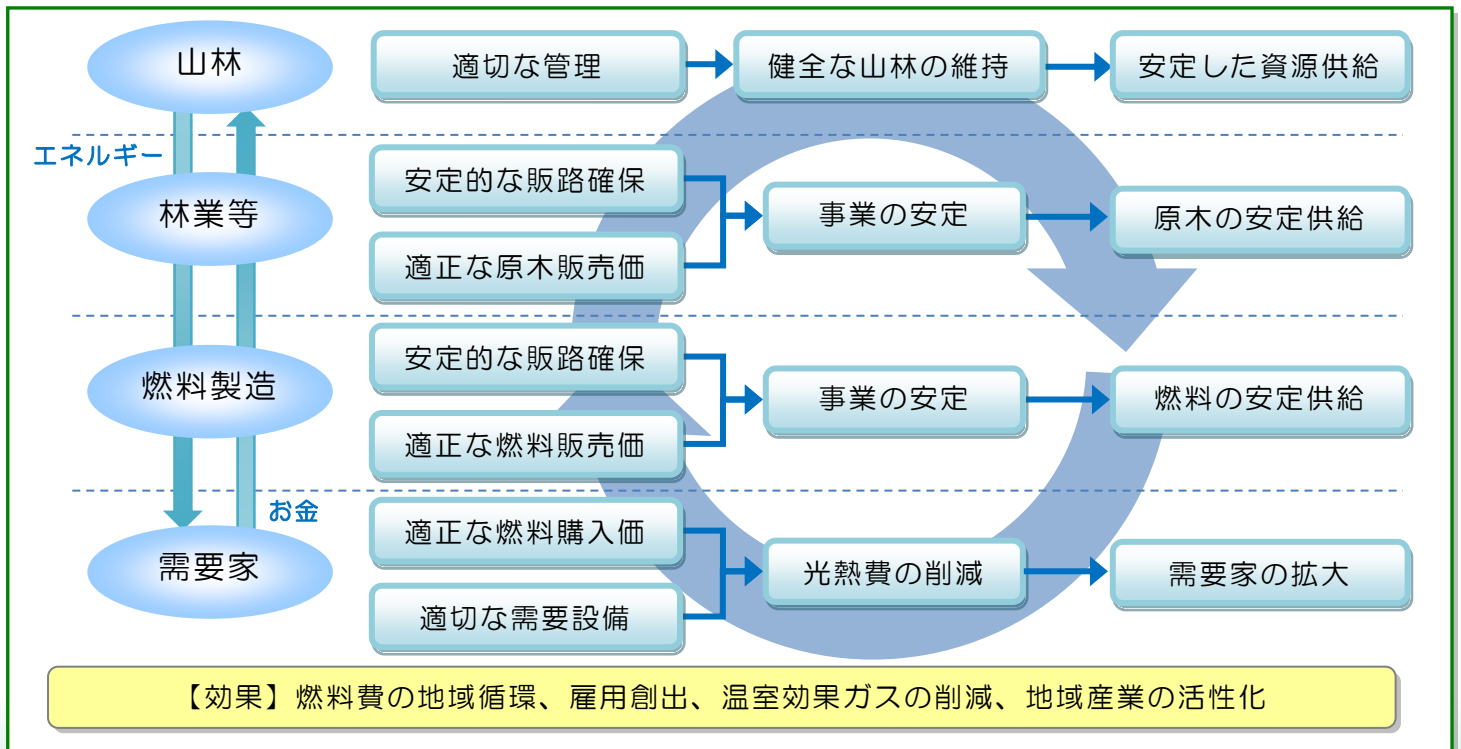 山林
適切な管理
健全な山林の維持
安定した資源供給
エネルギー
林業等
安定的な販路確保
適正な原木販売価
事業の安定
原木の安定供給
燃料製造
安定的な販路確保
適正な燃料販売価
事業の安定
燃料の安定供給
お金
需要家
適正な燃料購入価
適切な需要設備
光熱費の削減
需要家の拡大
【効果】燃料費の地域循環、雇用創出、温室効果ガスの削減、地域産業の活性化